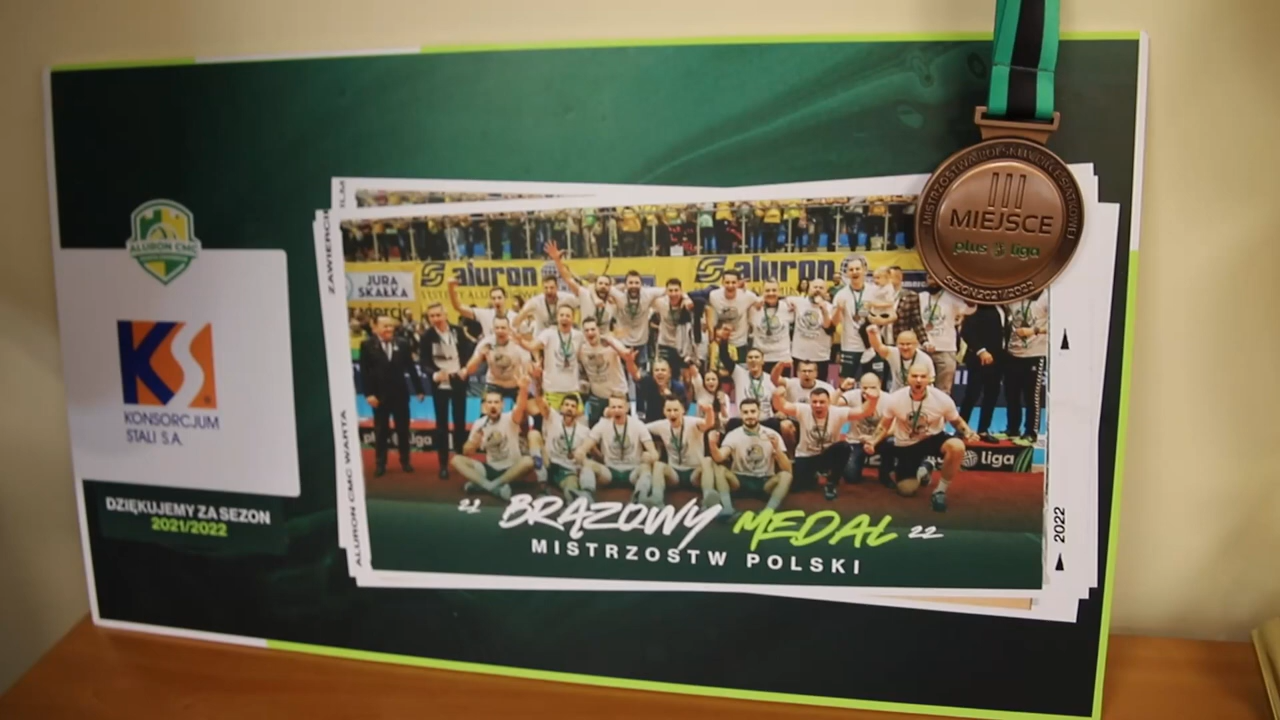 ALURON CMC
KS
KONSORCJUM
STALI S.A.
DZIĘKUJEMY ZA SEZON
2021/2022
ZAWIERCIE
ALURON CMC WARTA
JURA
SKAŁKA
aluron
aluron
liga
21 BRĄZOWY MEDAL 22
MISTRZOSTW POLSKI
2022
III
MIEJSCE
plus liga
SEZON 2021/2022